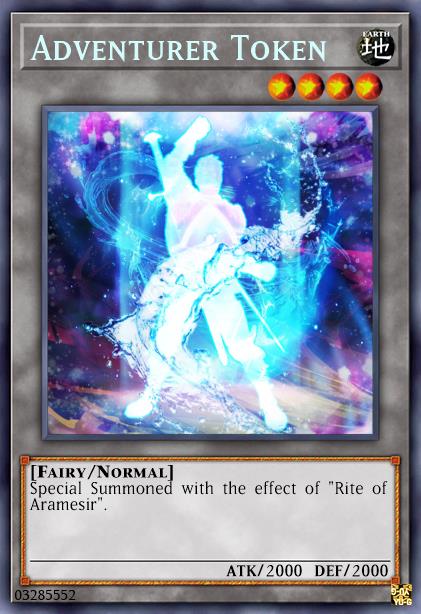 ADVENTURER TOKEN
EARTH
地
[FAIRY/NORMAL]
Special Summoned with the effect of "Rite of
Aramesir".
ATK/2000 DEF/2000
03285552